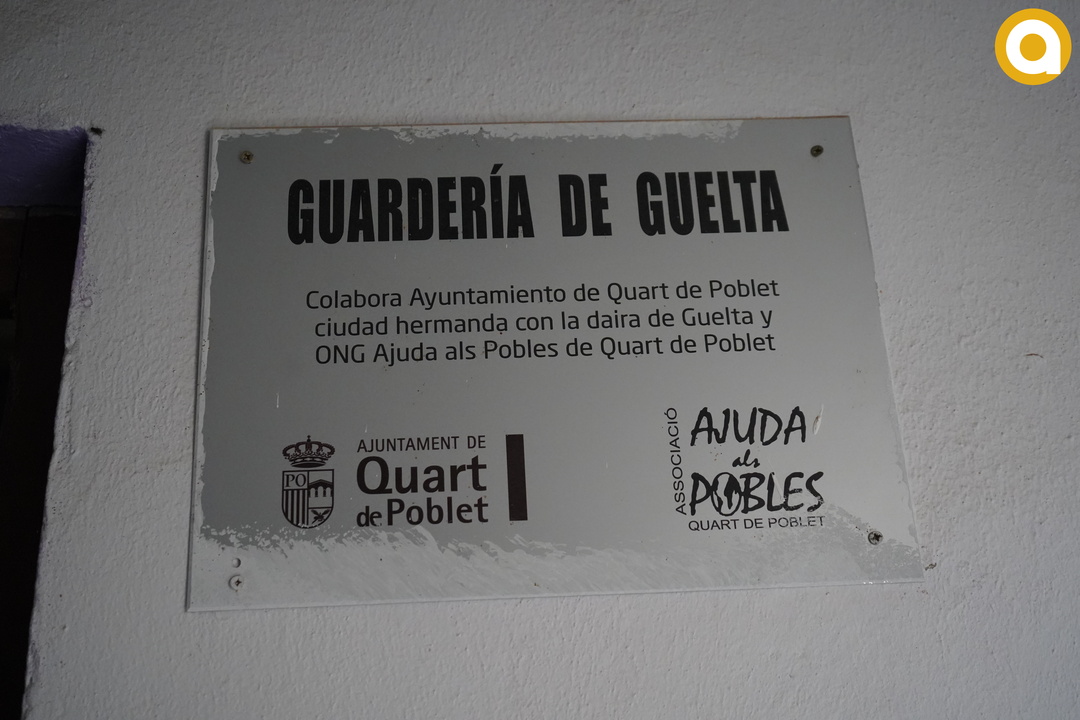 GUARDERÍA DE GUELTA
Colabora Ayuntamiento de Quart de Poblet
ciudad hermanda con la daira de Guelta y
ONG Ajuda als Pobles de Quart de Poblet
PO
AJUNTAMENT DE
Quart
de Poblet
ASSOCIACIÓ
AJUDA
als
POBLES
QUART DE POBLET
a